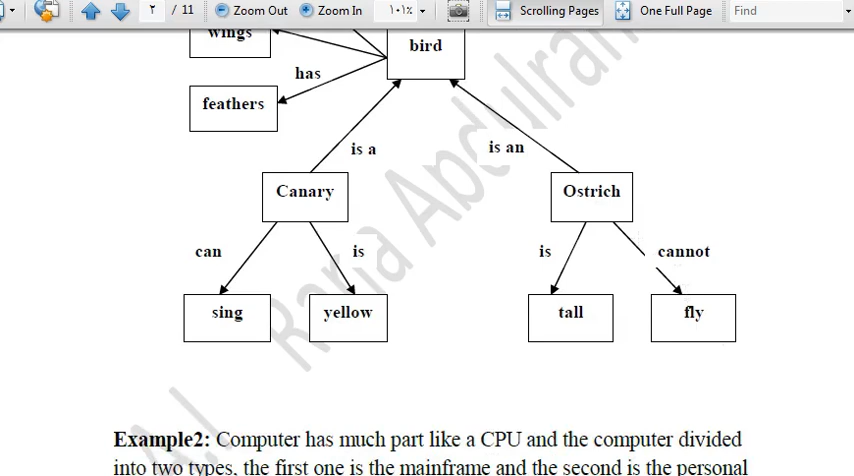 ٢ / 11 Zoom Out Zoom In ١٠١% Scrolling Pages One Full Page Find
wings
bird
has
feathers
is a
is an
Canary
Ostrich
can
is
is
cannot
sing
yellow
tall
fly
A.I Rana
Example2: Computer has much part like a CPU and the computer divided
into two types, the first one is the mainframe and the second is the personal